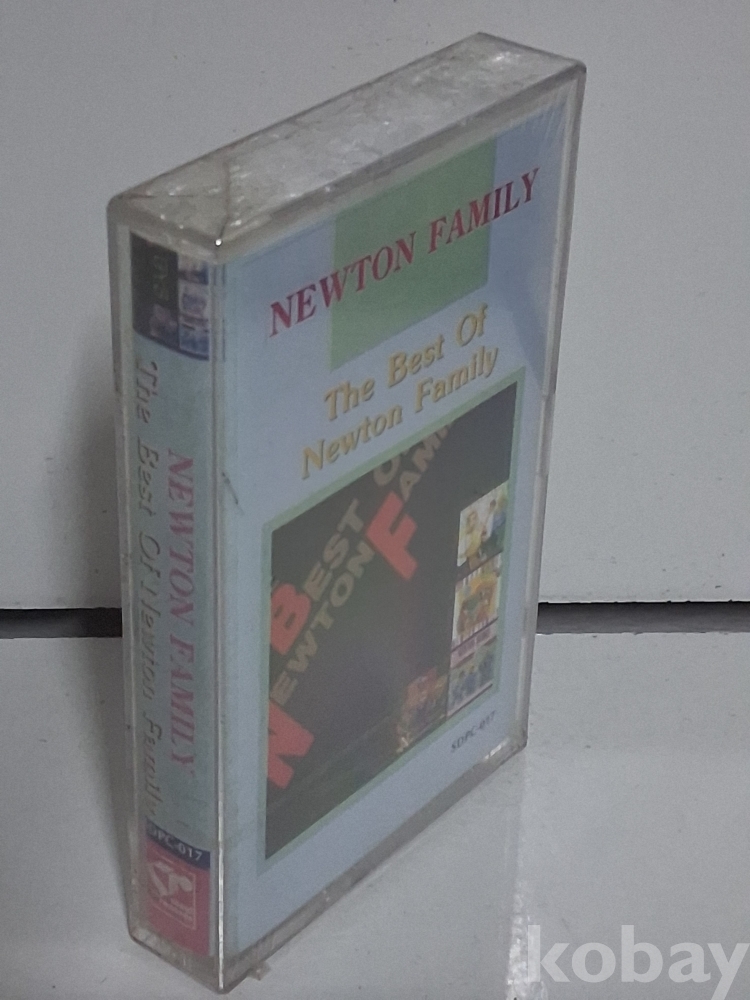 NEWTON FAMILY
The Best Of
Newton Family
BEST OF
NEWTON FAMI
SDPC-017
NEWTON FAMILY
The Best Of Newton Family
SDPC-017
kobay